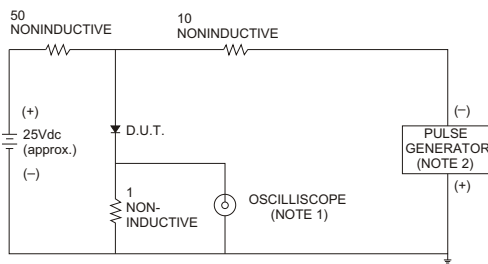 50
NONINDUCTIVE
10
NONINDUCTIVE
(+)
25Vdc
(approx.)
(–)
D.U.T.
1
NON-
INDUCTIVE
OSCILLISCOPE
(NOTE 1)
(–)
PULSE
GENERATOR
(NOTE 2)
(+)